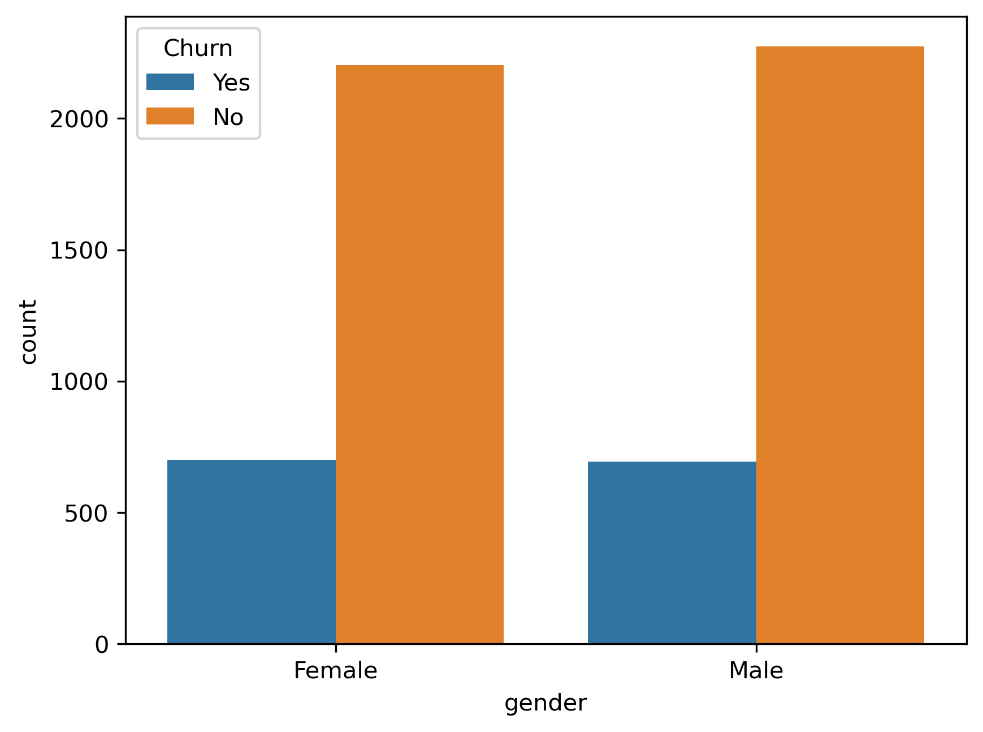 Churn
Yes
No
2000
1500
1000
500
0
count
Female
Male
gender